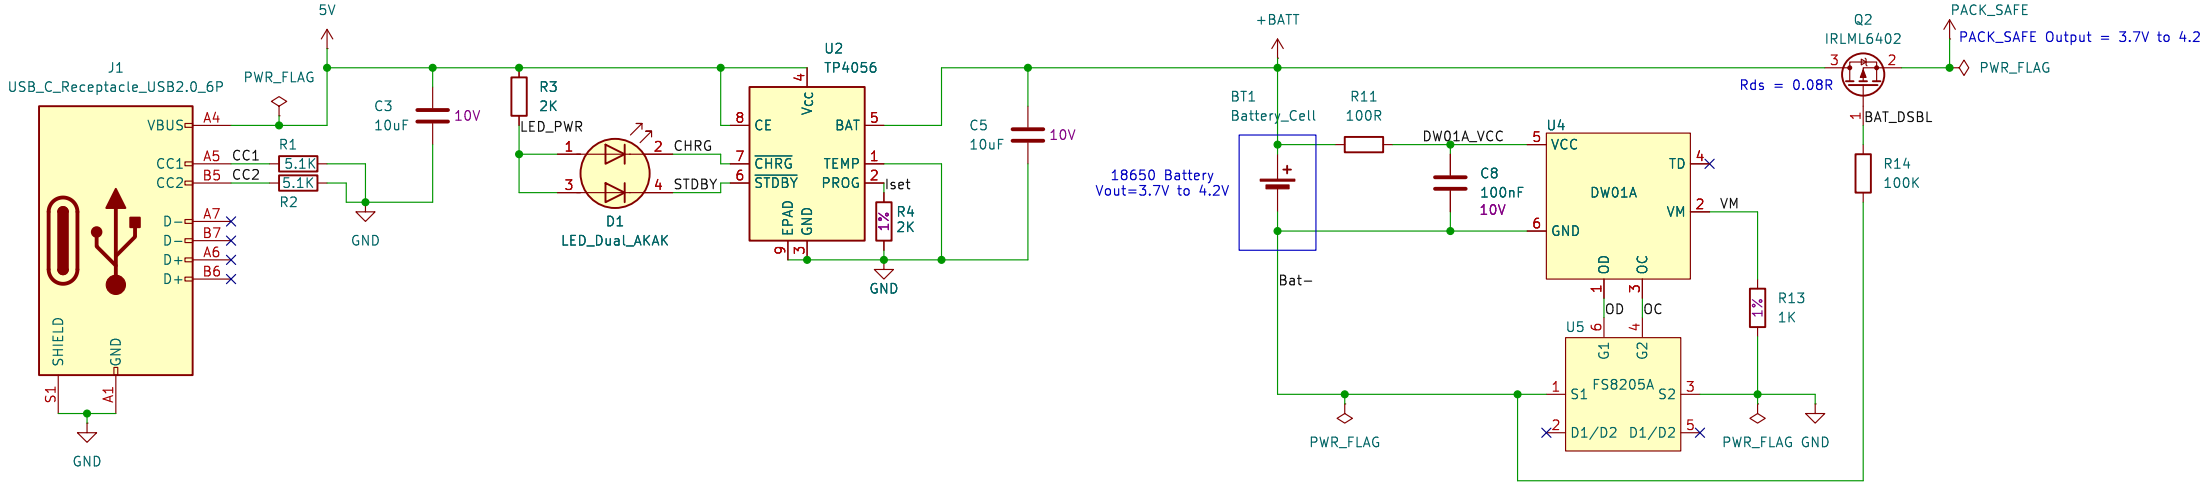 5V
J1
USB_C_Receptacle_USB2.0_6P
PWR_FLAG
VBUS
A4
CC1
A5
CC1
CC2
B5
CC2
D-
A7
D-
B7
D+
A6
D+
B6
SHIELD
GND
S1
A1
GND
R1
5.1K
5.1K
R2
GND
C3
10uF
10V
R3
2K
LED_PWR
1
2
3
4
CHRG
STDBY
D1
LED_Dual_AKAK
U2
TP4056
4
Vcc
8
CE
7
CHRG
6
STDBY
BAT
5
TEMP
1
PROG
2
EPAD
GND
9
3
Iset
R4
2K
1%
GND
C5
10uF
10V
+BATT
BT1
Battery_Cell
18650 Battery
Vout=3.7V to 4.2V
+
Bat-
R11
100R
DW01A_VCC
C8
100nF
10V
U4
5
VCC
6
GND
DW01A
TD
4
VM
2
VM
OD
OC
1
3
OD
OC
R13
1K
1%
U5
6
4
G1
G2
FS8205A
1
S1
S2
3
2
D1/D2
D1/D2
5
PWR_FLAG
PWR_FLAG
GND
Q2
IRLML6402
3
2
1
Rds = 0.08R
BAT_DSBL
R14
100K
PACK_SAFE
PACK_SAFE Output = 3.7V to 4.2
PWR_FLAG